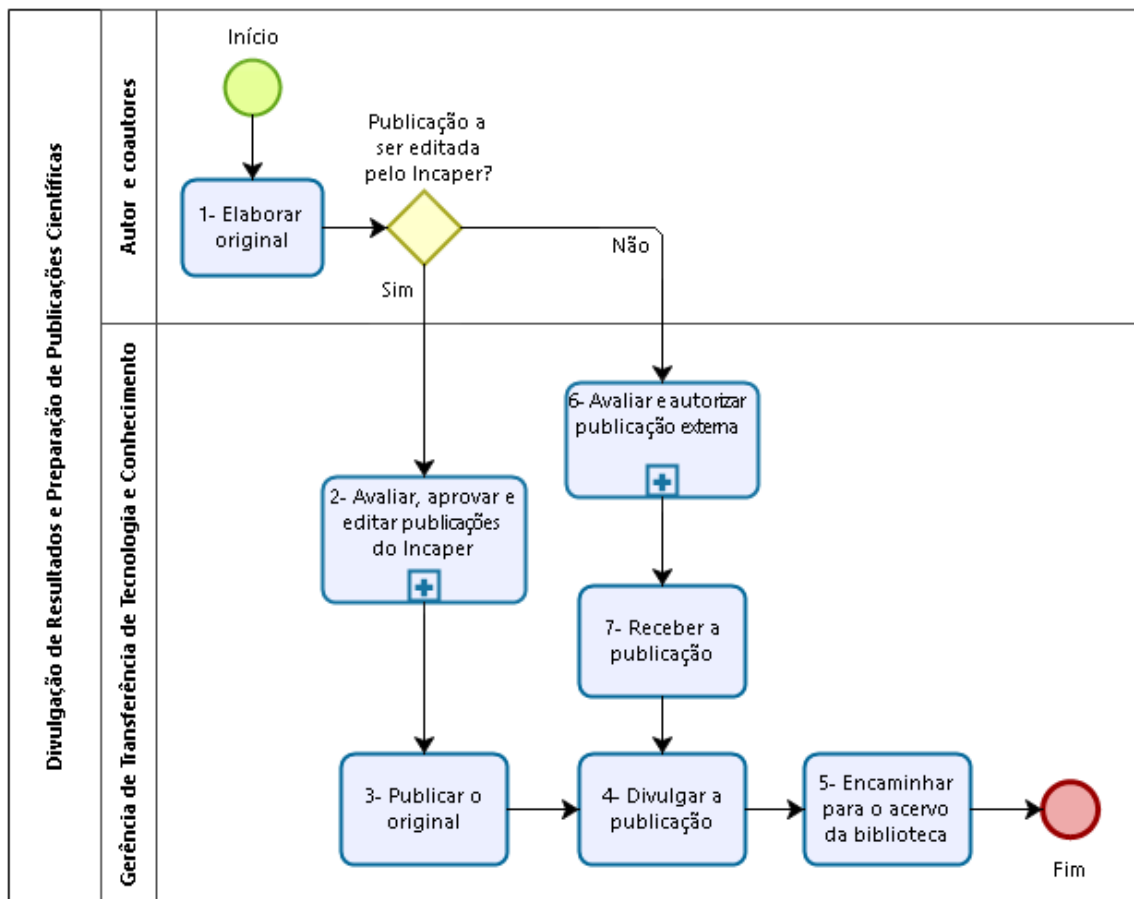 Divulgação de Resultados e Preparação de Publicações Científicas
Autor e coautores
Início
Publicação a
ser editada
pelo Incaper?
1- Elaborar
original
Não
Sim
Gerência de Transferência de Tecnologia e Conhecimento
6- Avaliar e autorizar
publicação externa
2- Avaliar, aprovar e
editar publicações
do Incaper
7- Receber a
publicação
3- Publicar o
original
4- Divulgar a
publicação
5- Encaminhar
para o acervo
da biblioteca
Fim